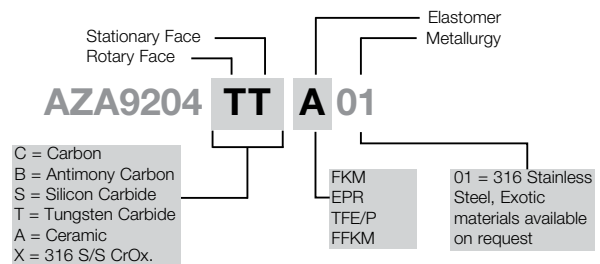 Elastomer
Stationary Face
Metallurgy
Rotary Face
AZA9204 TT A 01
C = Carbon
B = Antimony Carbon
S = Silicon Carbide
T = Tungsten Carbide
A = Ceramic
X = 316 S/S CrOx.
FKM
EPR
TFE/P
FFKM
01 = 316 Stainless
Steel, Exotic
materials available
on request